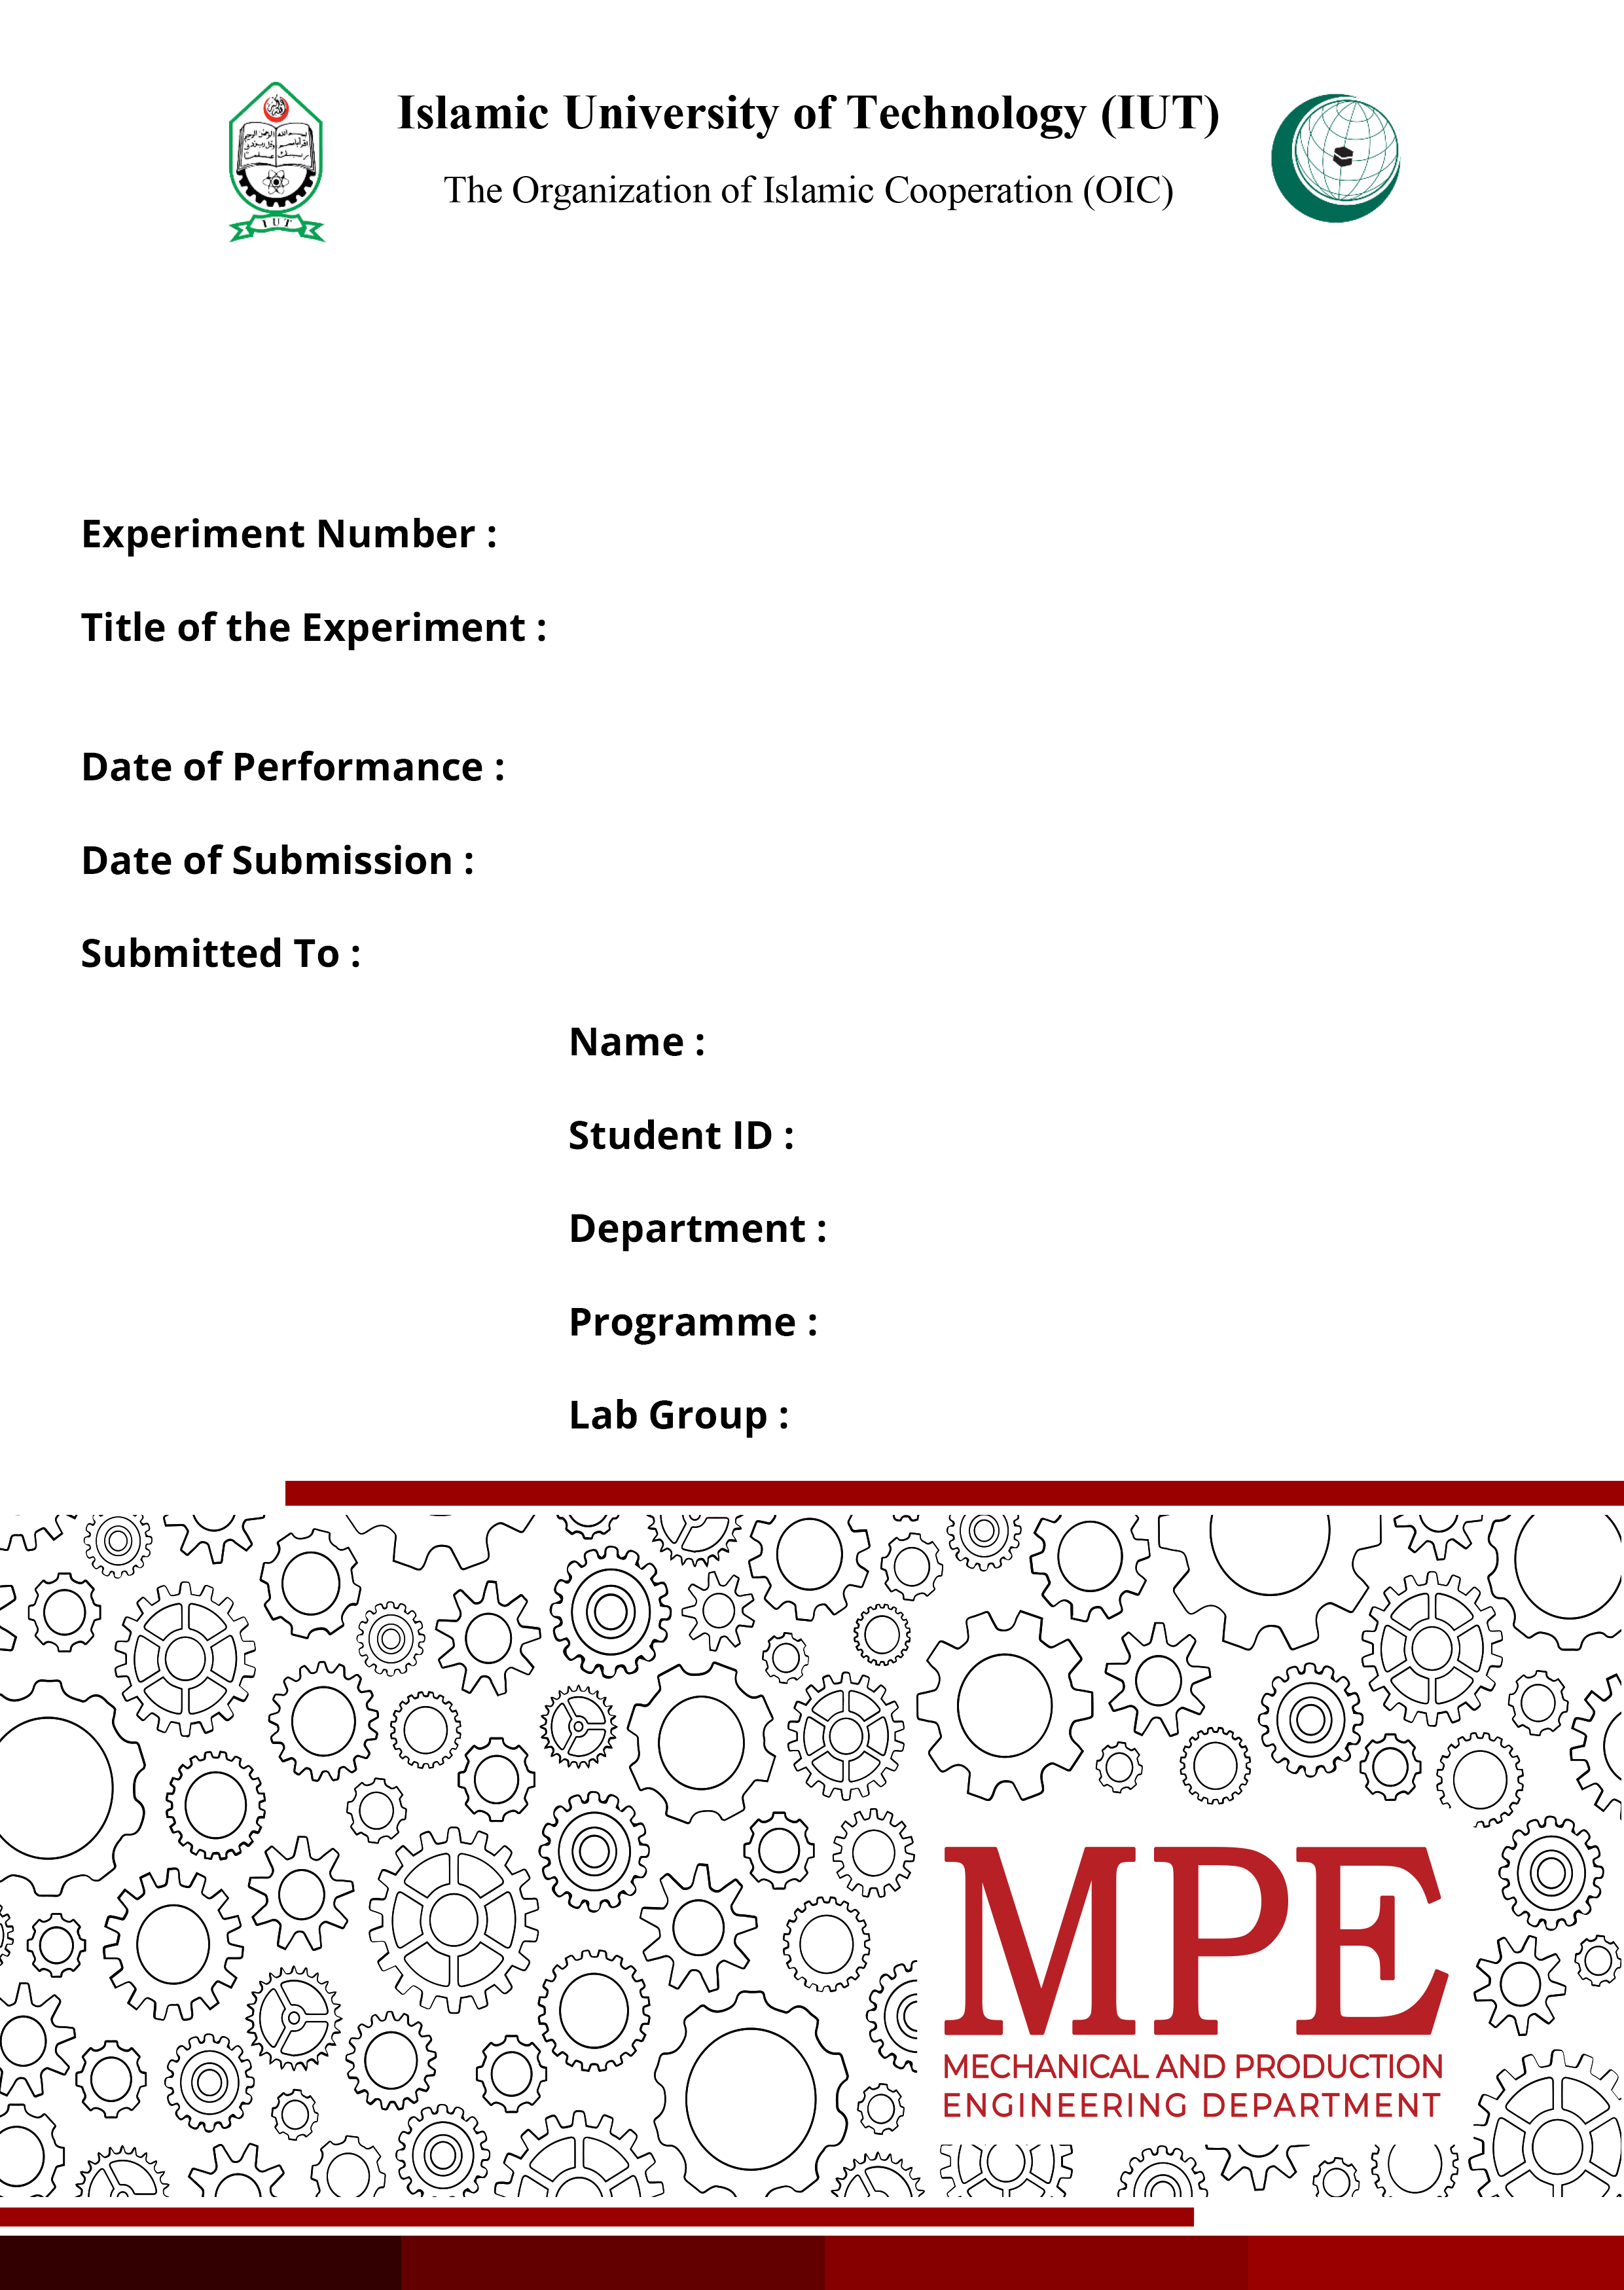 Islamic University of Technology (IUT)
The Organization of Islamic Cooperation (OIC)
I U T
Experiment Number :
Title of the Experiment :
Date of Performance :
Date of Submission :
Submitted To :
Name :
Student ID :
Department :
Programme :
Lab Group :
MPE
MECHANICAL AND PRODUCTION
ENGINEERING DEPARTMENT